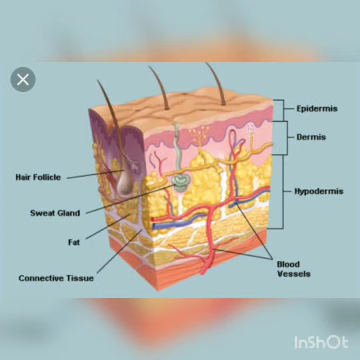 Epidermis
Dermis
Hair Follicle
Hypodermis
Sweat Gland
Fat
Blood
Vessels
Connective Tissue
InShOt